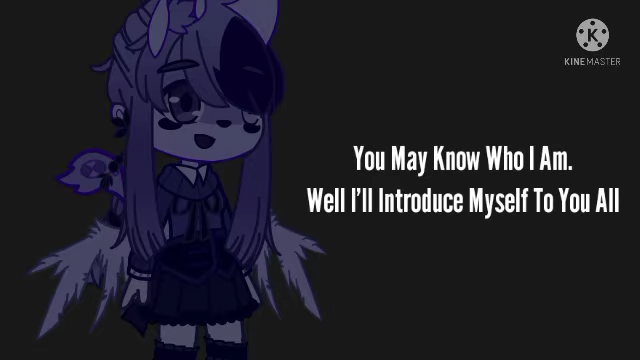 K
KINEMASTER
You May Know Who I Am.
Well I'll Introduce Myself To You All